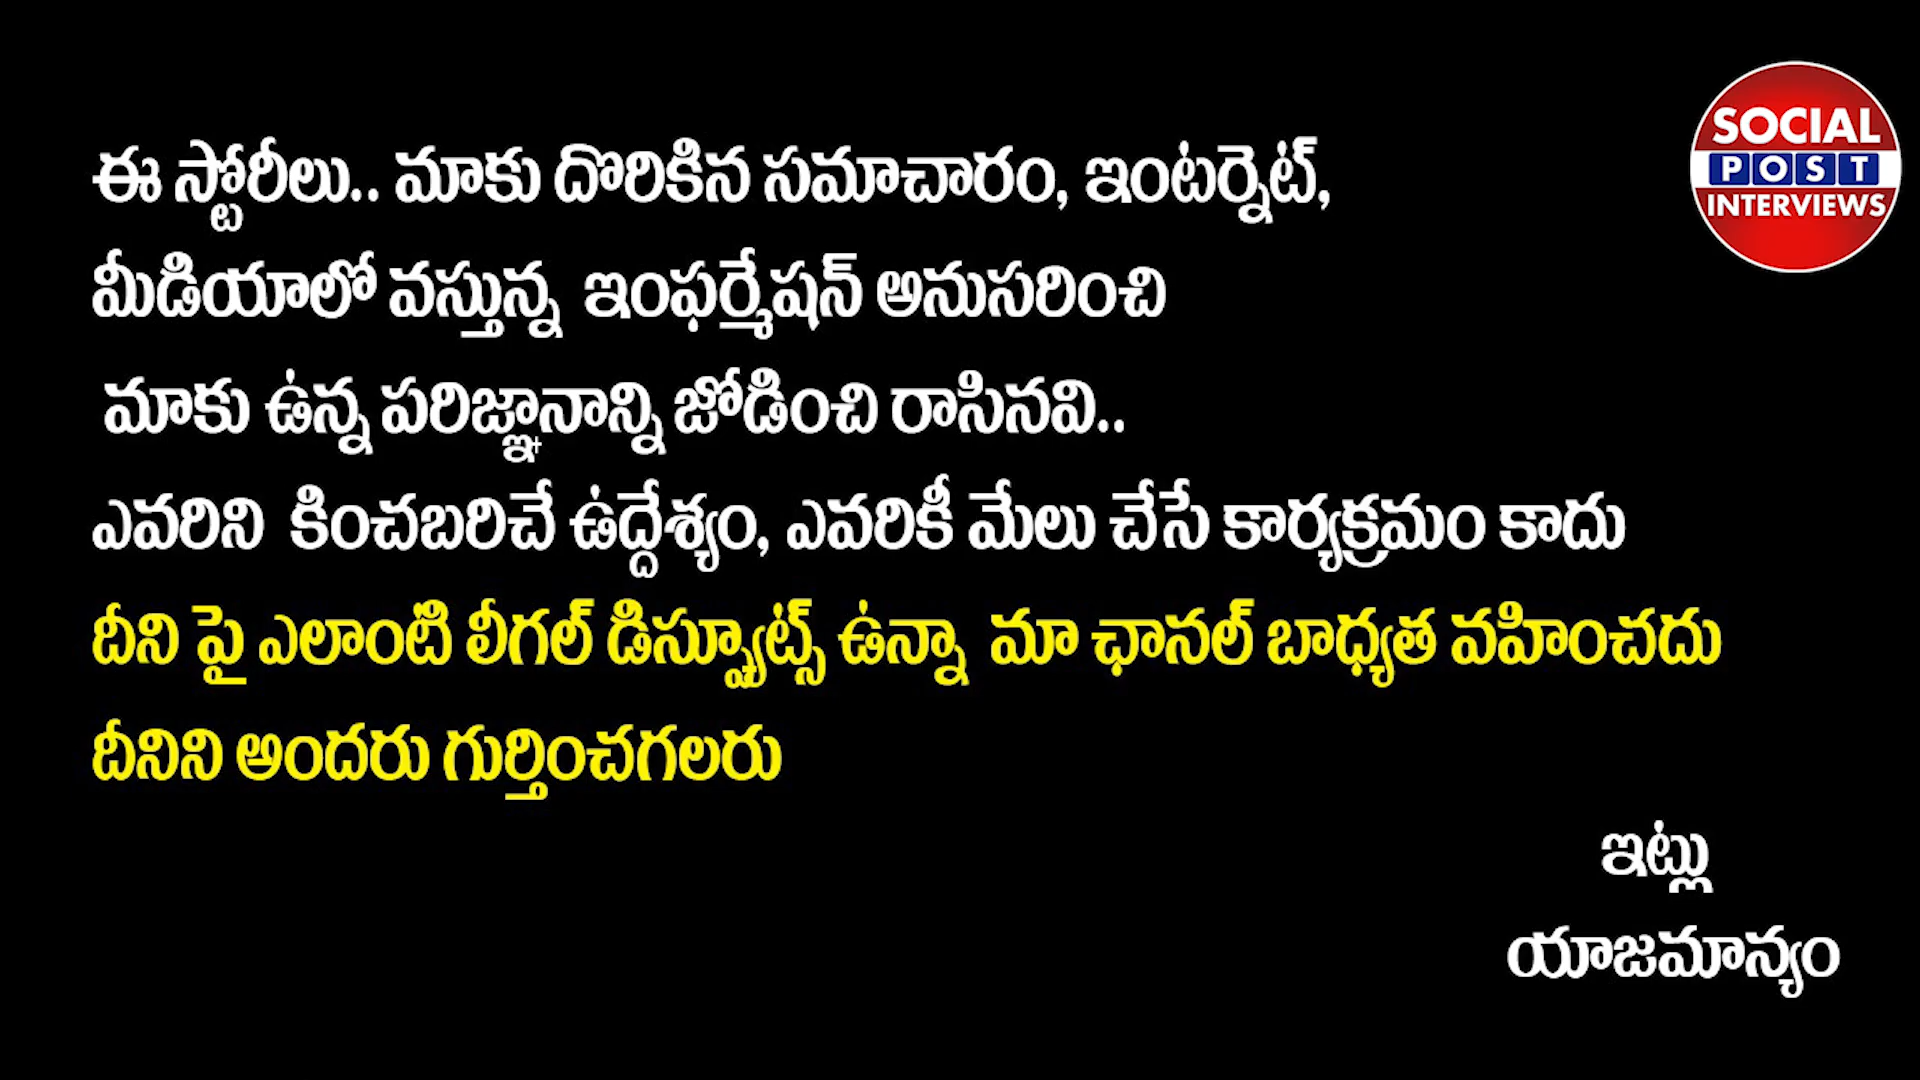 SOCIAL
POST
INTERVIEWS
ఈ స్టోరీలు.. మాకు దొరికిన సమాచారం, ఇంటర్నెట్,
మీడియాలో వస్తున్న ఇంఫర్మేషన్ అనుసరించి
మాకు ఉన్న పరిజ్ఞానాన్ని జోడించి రాసినవి..
ఎవరిని కించబరిచే ఉద్దేశ్యం, ఎవరికీ మేలు చేసే కార్యక్రమం కాదు
దీని పై ఎలాంటి లీగల్ డిస్ప్యూట్స్ ఉన్నా మా ఛానల్ బాధ్యత వహించదు
దీనిని అందరు గుర్తించగలరు
ఇట్లు
యాజమాన్యం